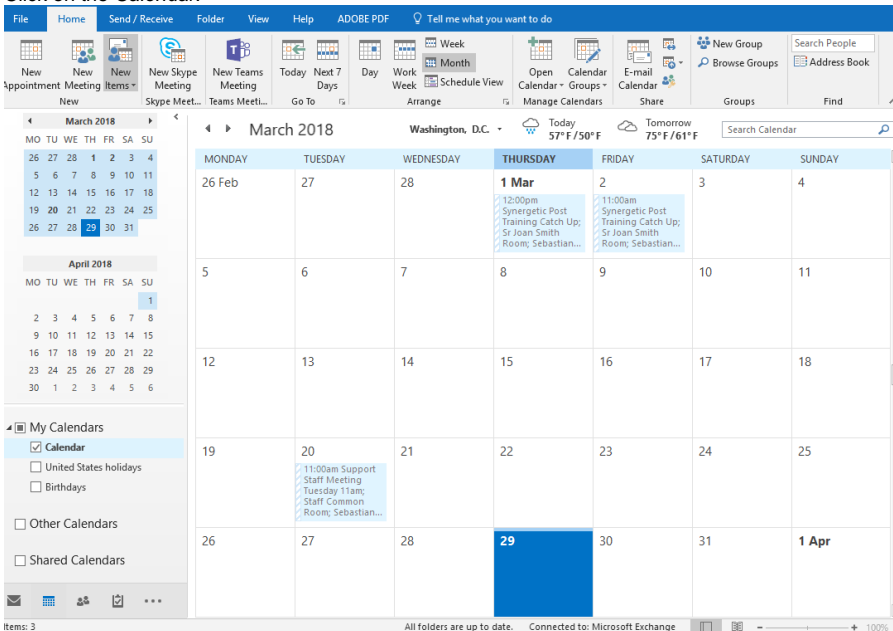 File Home Send / Receive Folder View Help ADOBE PDF Tell me what you want to do
New Appointment
New Meeting
New Items
New Skype Meeting
New Teams Meeting
Today
Next 7 Days
Day
Work Week
Week
Month
Schedule View
Open Calendar
Calendar Groups
E-mail Calendar
New Group
Browse Groups
Search People
Address Book
New Skype Meet... Teams Meeti... Go To Arrange Manage Calendars Share Groups Find
March 2018
MO TU WE TH FR SA SU
26 27 28 1 2 3 4
5 6 7 8 9 10 11
12 13 14 15 16 17 18
19 20 21 22 23 24 25
26 27 28 29 30 31
April 2018
MO TU WE TH FR SA SU
1
2 3 4 5 6 7 8
9 10 11 12 13 14 15
16 17 18 19 20 21 22
23 24 25 26 27 28 29
30 1 2 3 4 5 6
My Calendars
Calendar
United States holidays
Birthdays
Other Calendars
Shared Calendars
March 2018 Washington, D.C. Today 57° F / 50° F Tomorrow 75° F / 61° F Search Calendar
MONDAY TUESDAY WEDNESDAY THURSDAY FRIDAY SATURDAY SUNDAY
26 Feb 27 28 1 Mar 2 3 4
12:00pm
Synergetic Post
Training Catch Up;
Sr Joan Smith
Room; Sebastian...
11:00am
Synergetic Post
Training Catch Up;
Sr Joan Smith
Room; Sebastian...
5 6 7 8 9 10 11
12 13 14 15 16 17 18
19 20 21 22 23 24 25
11:00am Support
Staff Meeting
Tuesday 11am;
Staff Common
Room; Sebastian...
26 27 28 29 30 31 1 Apr
Items: 3 All folders are up to date. Connected to: Microsoft Exchange 100%